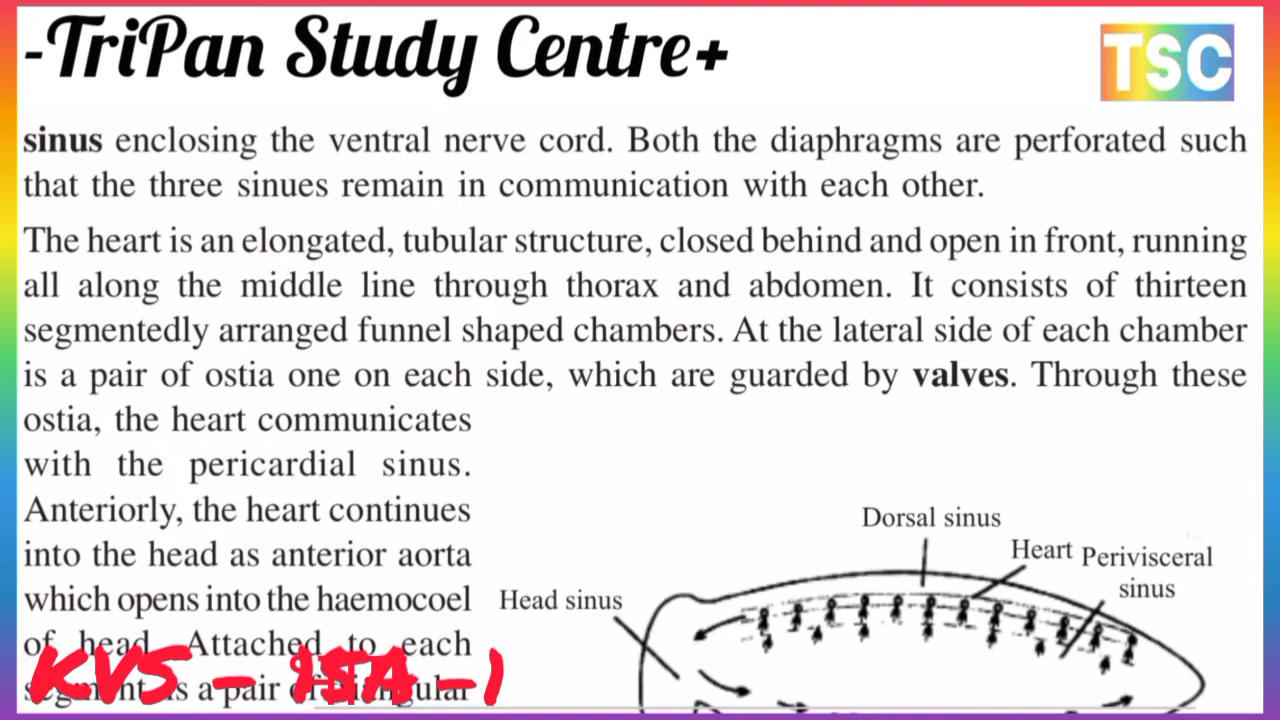 -TriPan Study Centre+
TSC
sinus enclosing the ventral nerve cord. Both the diaphragms are perforated such
that the three sinues remain in communication with each other.
The heart is an elongated, tubular structure, closed behind and open in front, running
all along the middle line through thorax and abdomen. It consists of thirteen
segmentedly arranged funnel shaped chambers. At the lateral side of each chamber
is a pair of ostia one on each side, which are guarded by valves. Through these
ostia, the heart communicates
with the pericardial sinus.
Anteriorly, the heart continues
into the head as anterior aorta
which opens into the haemocoel
of head. Attached to each
segment is a pair of triangular
KVS - 1SA -1
Dorsal sinus
Heart
Perivisceral
sinus
Head sinus